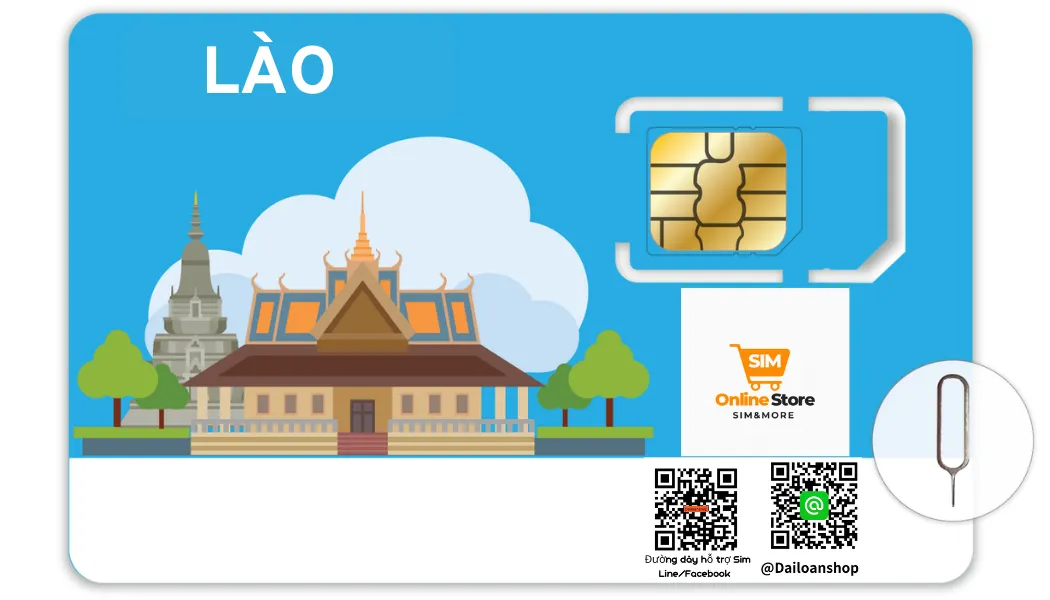 LÀO
SIM
Online Store
SIM&MORE
Đường dây hỗ trợ Sim
Line/Facebook
@Dailoanshop